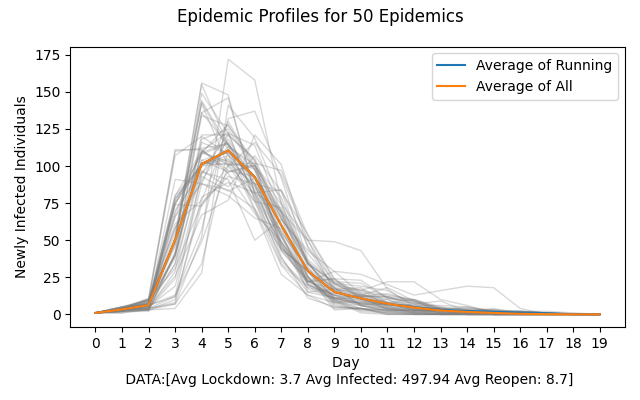 Epidemic Profiles for 50 Epidemics
Newly Infected Individuals
175
150
125
100
75
50
25
0
Average of Running
Average of All
0 1 2 3 4 5 6 7 8 9 10 11 12 13 14 15 16 17 18 19
Day
DATA:[Avg Lockdown: 3.7 Avg Infected: 497.94 Avg Reopen: 8.7]